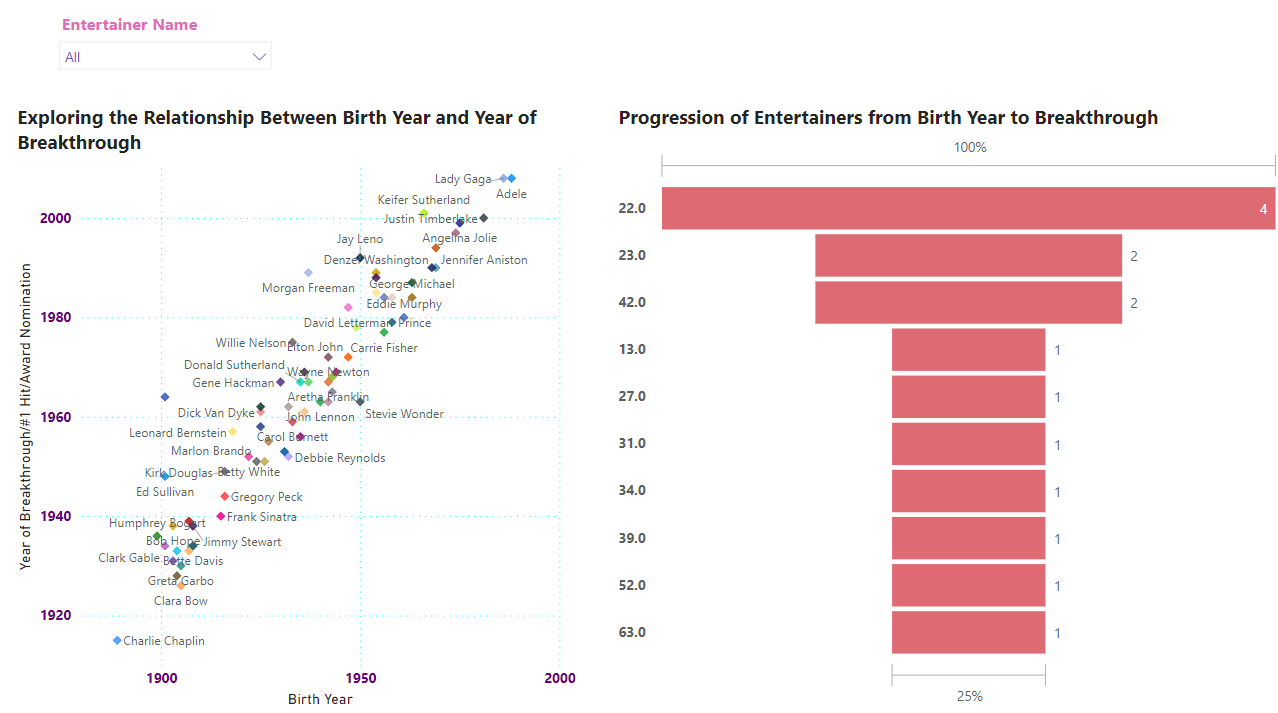 Entertainer Name
All
Exploring the Relationship Between Birth Year and Year of
Breakthrough
Year of Breakthrough/#1 Hit/Award Nomination
2000
1980
1960
1940
1920
Lady Gaga
Adele
Keifer Sutherland
Justin Timberlake
Angelina Jolie
Jay Leno
Denzel Washington
Jennifer Aniston
Morgan Freeman
George Michael
Eddie Murphy
David Letterman
Prince
Willie Nelson
Elton John
Carrie Fisher
Donald Sutherland
Wayne Newton
Gene Hackman
Aretha Franklin
Dick Van Dyke
John Lennon
Stevie Wonder
Leonard Bernstein
Carol Burnett
Marlon Brando
Debbie Reynolds
Kirk Douglas
Betty White
Ed Sullivan
Gregory Peck
Frank Sinatra
Humphrey Bogart
Bob Hope
Jimmy Stewart
Clark Gable
Bette Davis
Greta Garbo
Clara Bow
Charlie Chaplin
1900
1950
2000
Birth Year
Progression of Entertainers from Birth Year to Breakthrough
100%
22.0
4
23.0
2
42.0
2
13.0
1
27.0
1
31.0
1
34.0
1
39.0
1
52.0
1
63.0
1
25%